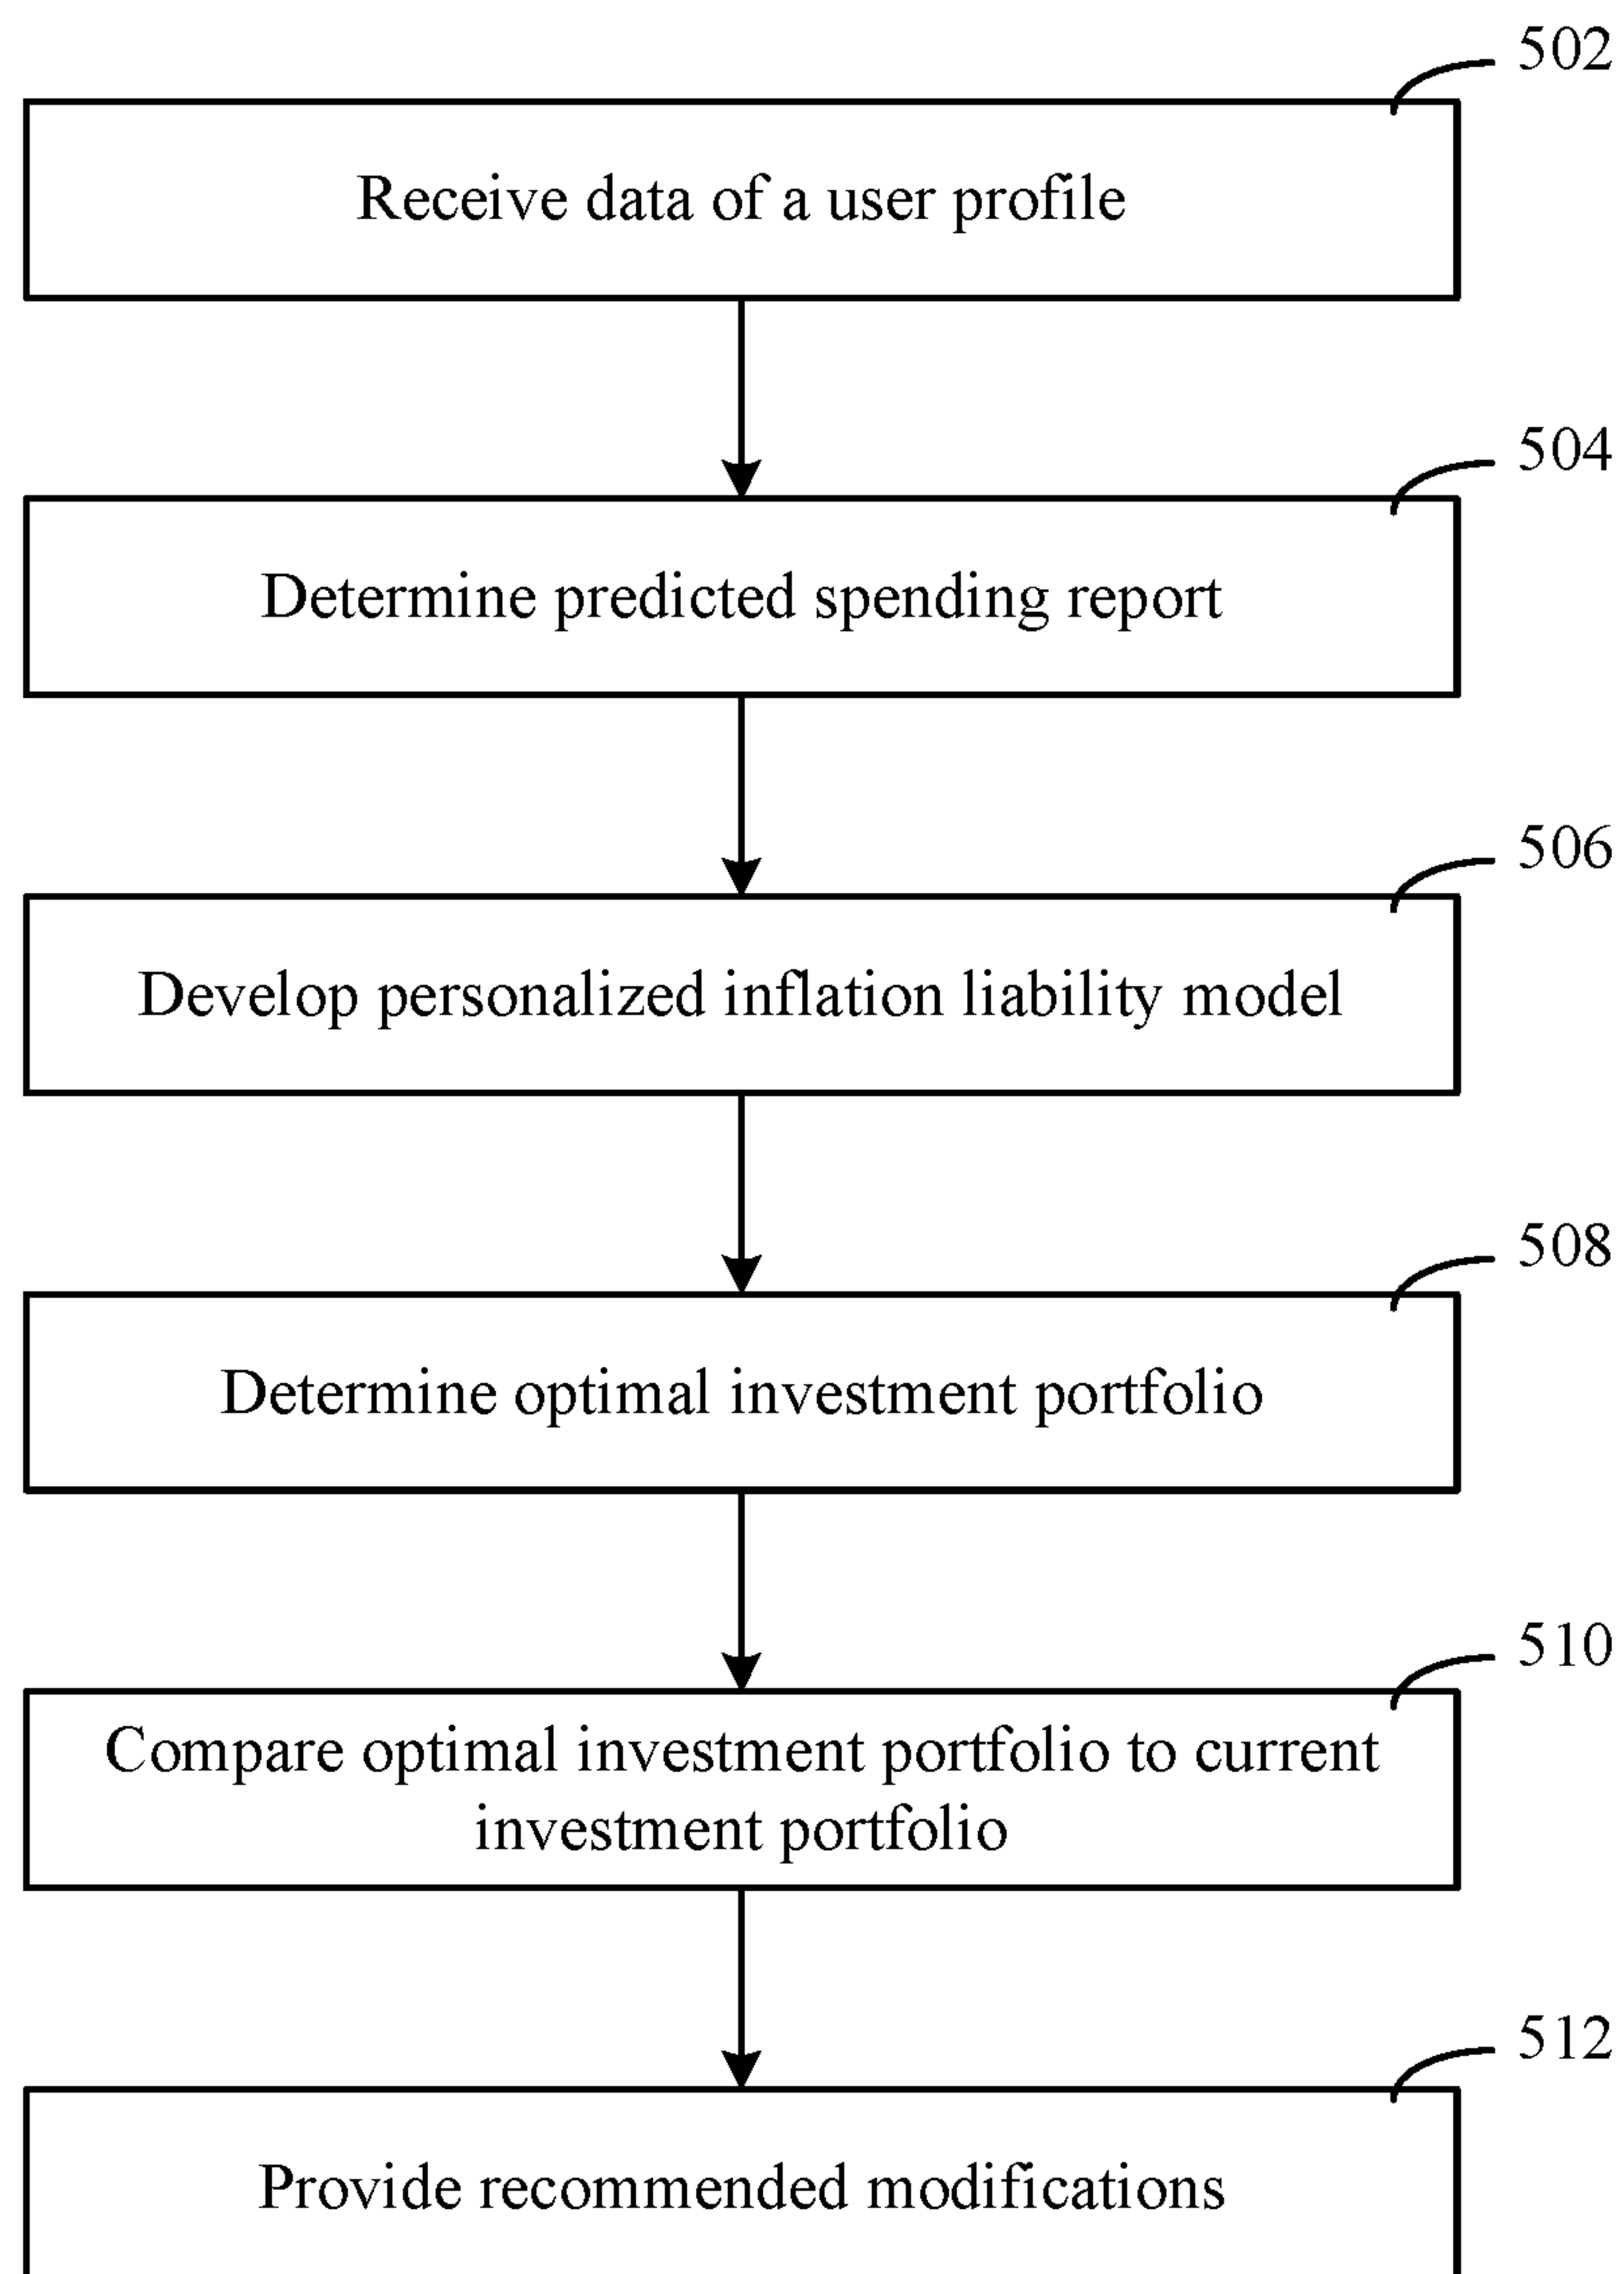 502
Receive data of a user profile
504
Determine predicted spending report
506
Develop personalized inflation liability model
508
Determine optimal investment portfolio
510
Compare optimal investment portfolio to current
investment portfolio
512
Provide recommended modifications